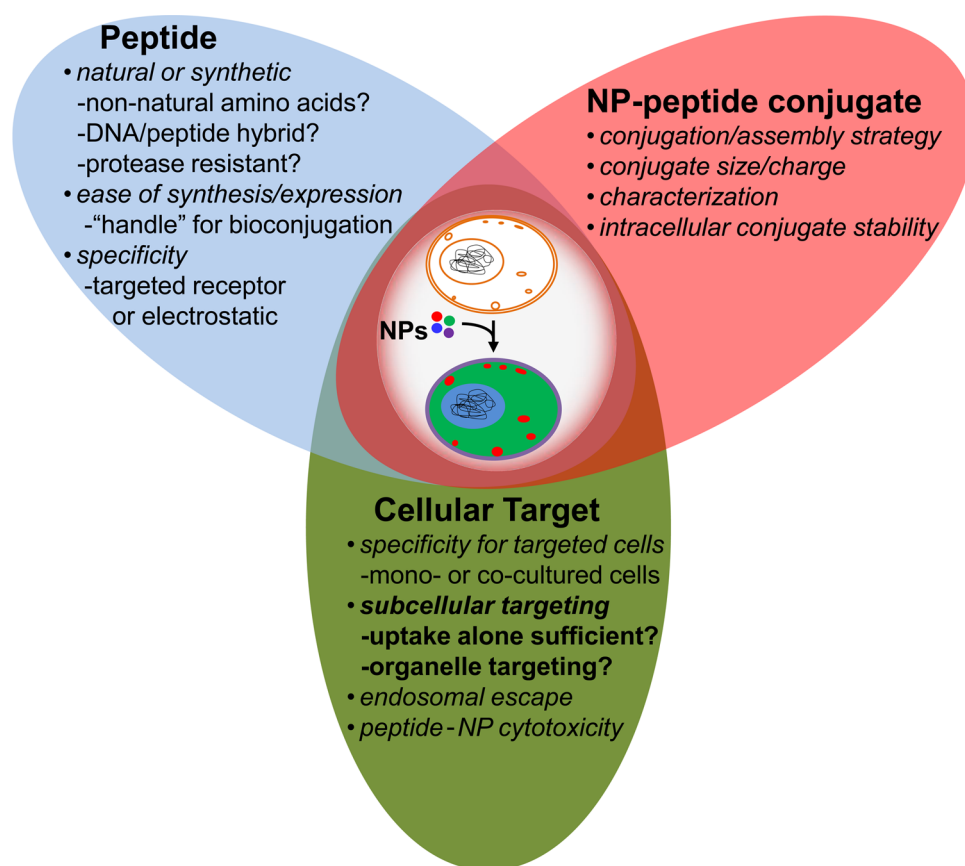 Peptide
• natural or synthetic
-non-natural amino acids?
-DNA/peptide hybrid?
-protease resistant?
• ease of synthesis/expression
-“handle” for bioconjugation
• specificity
-targeted receptor
or electrostatic
NP-peptide conjugate
• conjugation/assembly strategy
• conjugate size/charge
• characterization
• intracellular conjugate stability
NPs
Cellular Target
• specificity for targeted cells
-mono- or co-cultured cells
• subcellular targeting
-uptake alone sufficient?
-organelle targeting?
• endosomal escape
• peptide-NP cytotoxicity